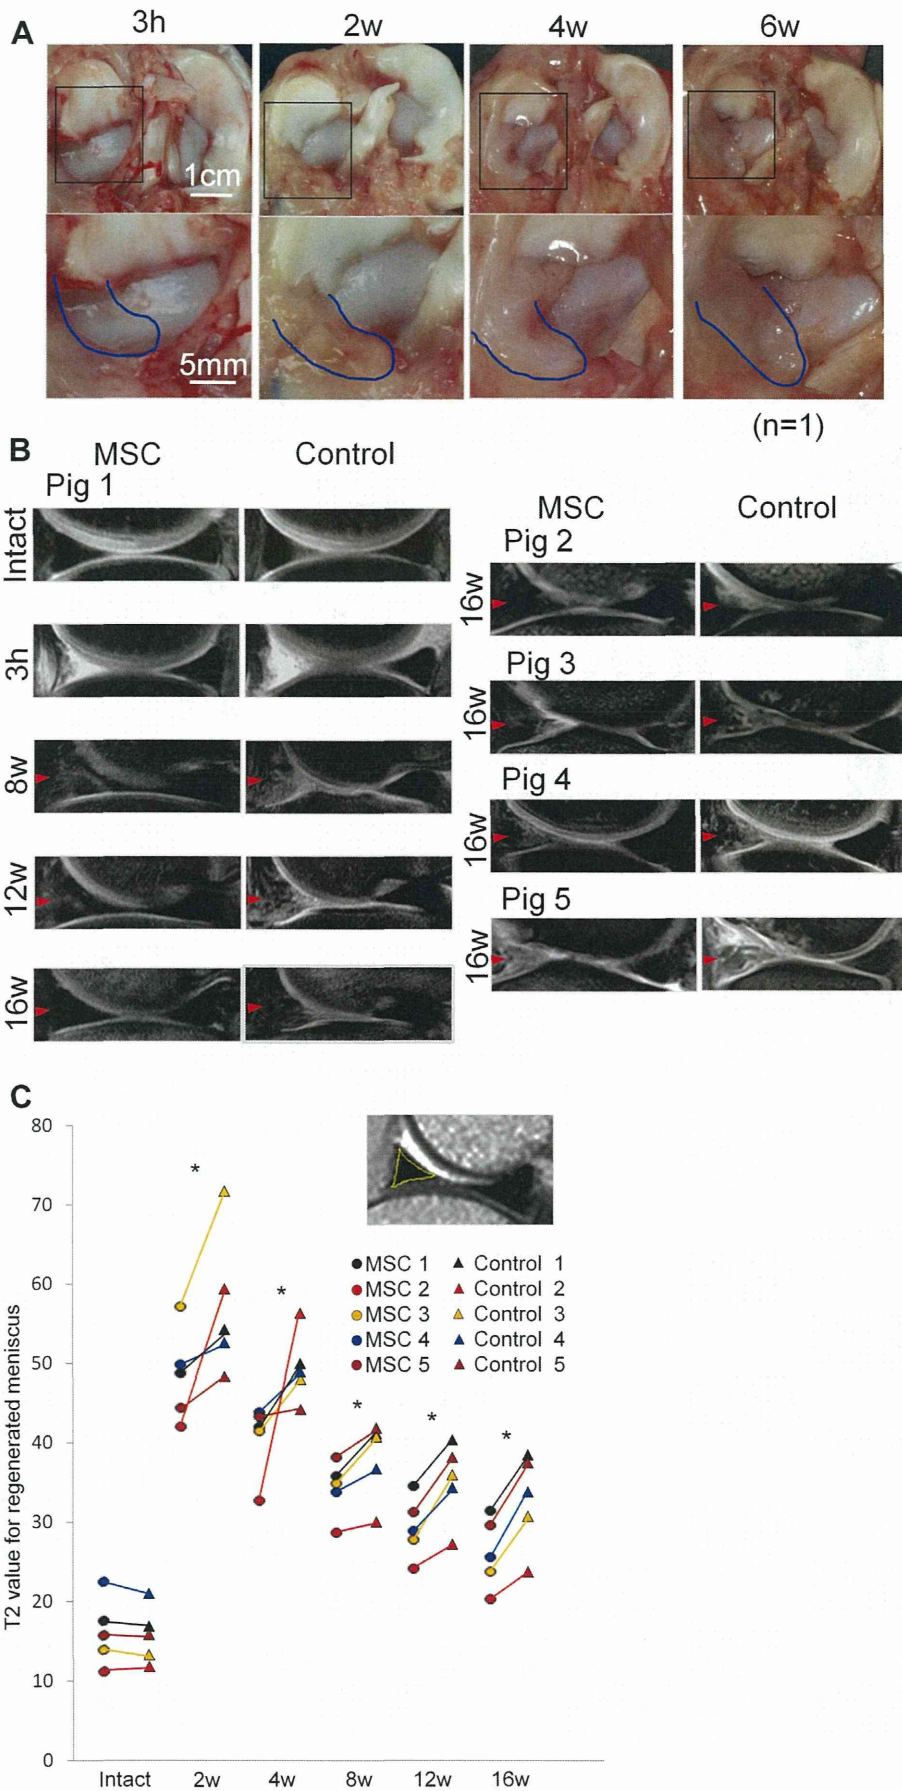 A
3h 2w 4w 6w
1cm
5mm
(n=1)
B
MSC Control
Pig 1
Intact
3h
8w
12w
16w
MSC Control
Pig 2
16w
Pig 3
16w
Pig 4
16w
Pig 5
16w
C
T2 value for regenerated meniscus
80
70
60
50
40
30
20
10
0
*
*
*
*
*
MSC 1 Control 1
MSC 2 Control 2
MSC 3 Control 3
MSC 4 Control 4
MSC 5 Control 5
Intact 2w 4w 8w 12w 16w